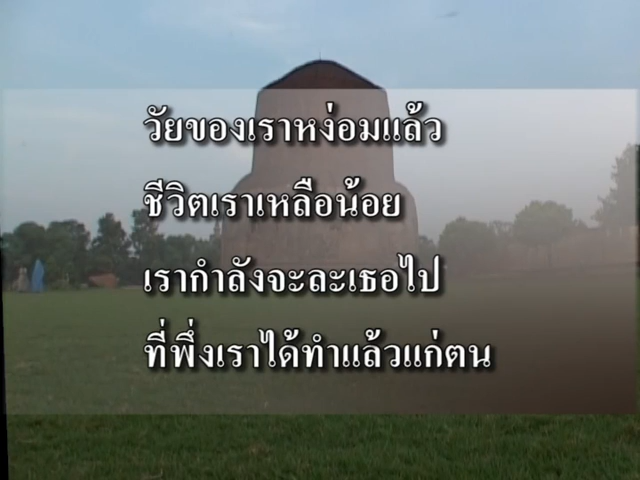 วัยของเราหง่อมแล้ว
ชีวิตเราเหลือน้อย
เรากำลังจะละเธอไป
ที่พึ่งเราได้ทำแล้วแก่ตน